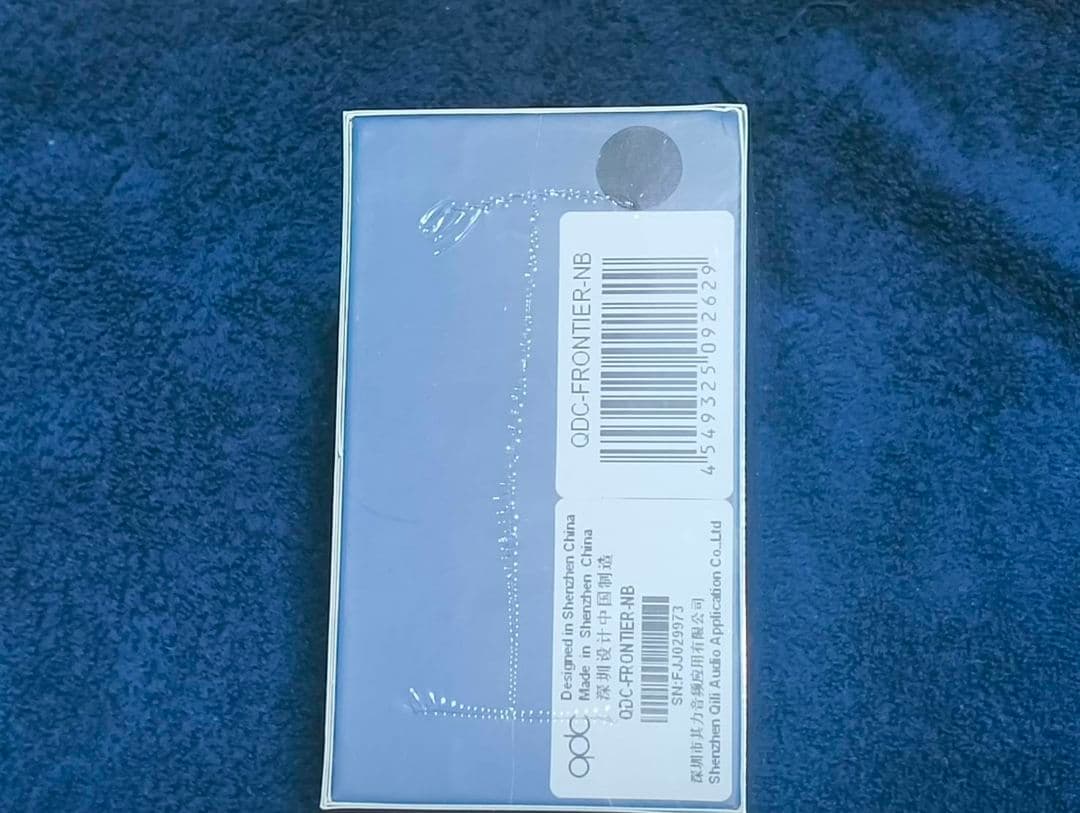 QDC-FRONTIER-NB
4549325092629
qdc
Designed in Shenzhen China
Made in Shenzhen China
深圳设计中国制造
QDC-FRONTIER-NB
SN:FJJ029973
深圳市其力音频应用有限公司
Shenzhen Qili Audio Application Co.,Ltd